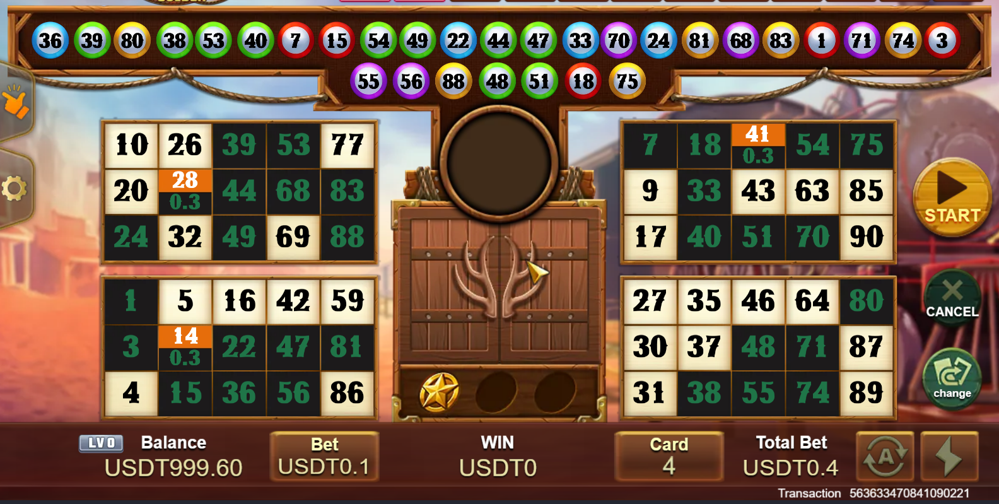 36 39 80 38 53 40 7 15 54 49 22 44 47 33 70 24 81 68 83 1 71 74 3
55 56 88 48 51 18 75
10 26 39 53 77
20 28 0.3 44 68 83
24 32 49 69 88
7 18 41 0.3 54 75
9 33 43 63 85
17 40 51 70 90
1 5 16 42 59
3 14 0.3 22 47 81
4 15 36 56 86
27 35 46 64 80
30 37 48 71 87
31 38 55 74 89
START
CANCEL
change
LV 0 Balance
USDT999.60
Bet
USDT0.1
WIN
USDT0
Card
4
Total Bet
USDT0.4
A
Transaction 563633470841090221